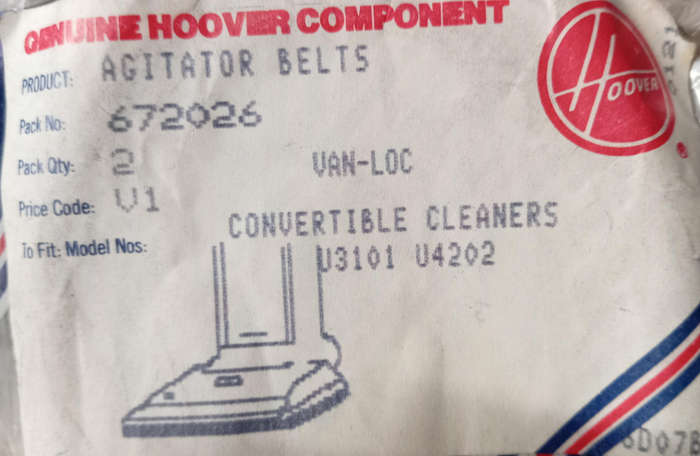 GENUINE HOOVER COMPONENT
PRODUCT: AGITATOR BELTS
Pack No: 672026
Pack Qty: 2 VAN-LOC
Price Code: V1
CONVERTIBLE CLEANERS
To Fit: Model Nos: U3101 U4202
HOOVER
®